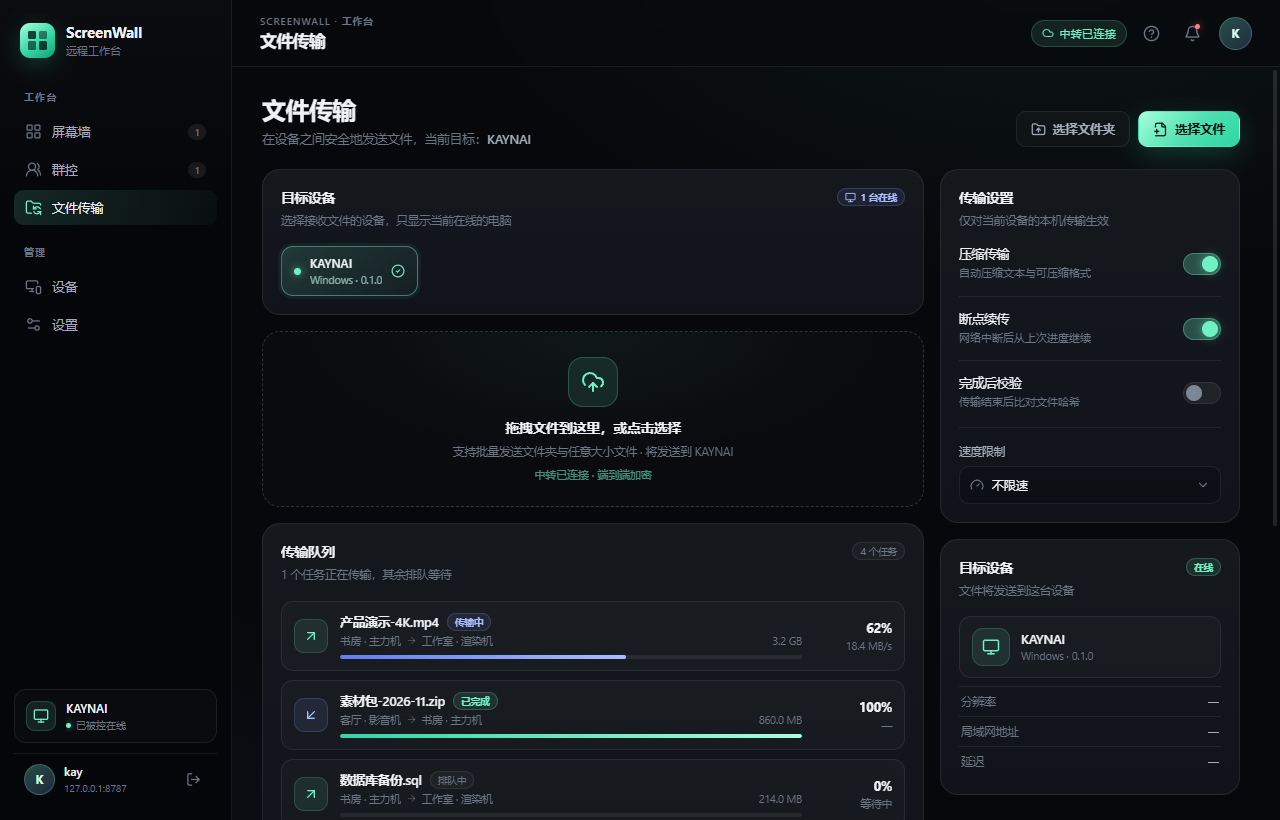 ScreenWall
远程工作台
工作台
屏幕墙 1
群控 1
文件传输
管理
设备
设置
KAYNAI
已被控在线
K
kay
127.0.0.1:8787
SCREENWALL · 工作台
文件传输
中转已连接
K
文件传输
在设备之间安全地发送文件，当前目标：KAYNAI
选择文件夹
选择文件
目标设备
1 台在线
选择接收文件的设备，只显示当前在线的电脑
KAYNAI
Windows · 0.1.0
拖拽文件到这里，或点击选择
支持批量发送文件夹与任意大小文件 · 将发送到 KAYNAI
中转已连接 · 端到端加密
传输队列
4 个任务
1 个任务正在传输，其余排队等待
产品演示-4K.mp4 传输中
书房 · 主力机 → 工作室 · 渲染机
3.2 GB
62%
18.4 MB/s
素材包-2026-11.zip 已完成
客厅 · 影音机 → 书房 · 主力机
860.0 MB
100%
—
数据库备份.sql 排队中
书房 · 主力机 → 工作室 · 渲染机
214.0 MB
0%
等待中
传输设置
仅对当前设备的本机传输生效
压缩传输
自动压缩文本与可压缩格式
断点续传
网络中断后从上次进度继续
完成后校验
传输结束后比对文件哈希
速度限制
不限速
目标设备
在线
文件将发送到这台设备
KAYNAI
Windows · 0.1.0
分辨率 —
局域网地址 —
延迟 —